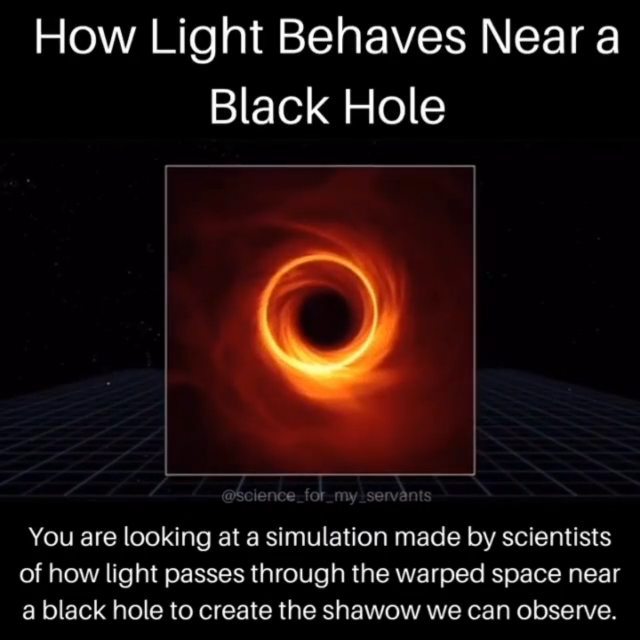 How Light Behaves Near a
Black Hole
@science_for_my_servants
You are looking at a simulation made by scientists
of how light passes through the warped space near
a black hole to create the shawow we can observe.